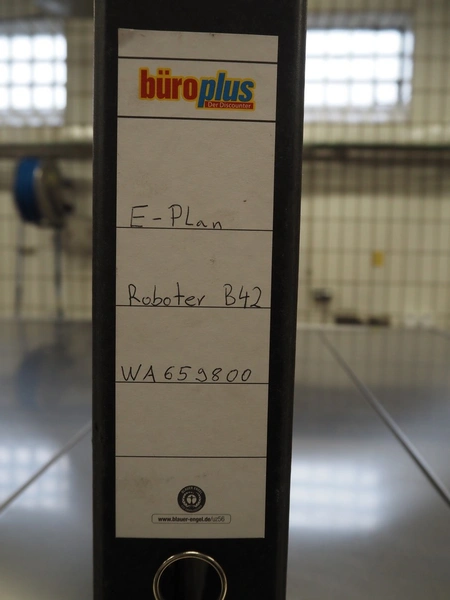 büroplus
Der Discounter
E-Plan
Roboter B42
WA659800
www.blauer-engel.de/uz56